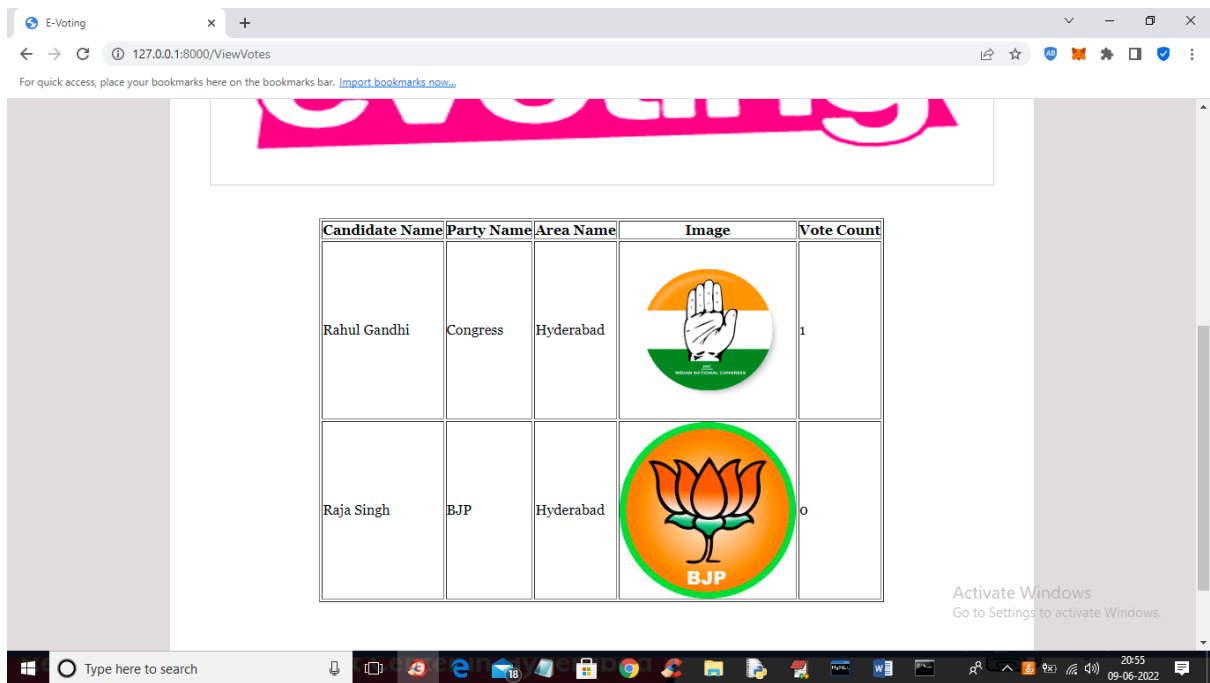 E-Voting
127.0.0.1:8000/ViewVotes
For quick access, place your bookmarks here on the bookmarks bar. Import bookmarks now...
evoting
Candidate Name Party Name Area Name Image Vote Count
Rahul Gandhi Congress Hyderabad 1
INDIAN NATIONAL CONGRESS
Raja Singh BJP Hyderabad 0
BJP
Activate Windows
Go to Settings to activate Windows.
Type here to search
18
20:55
09-06-2022